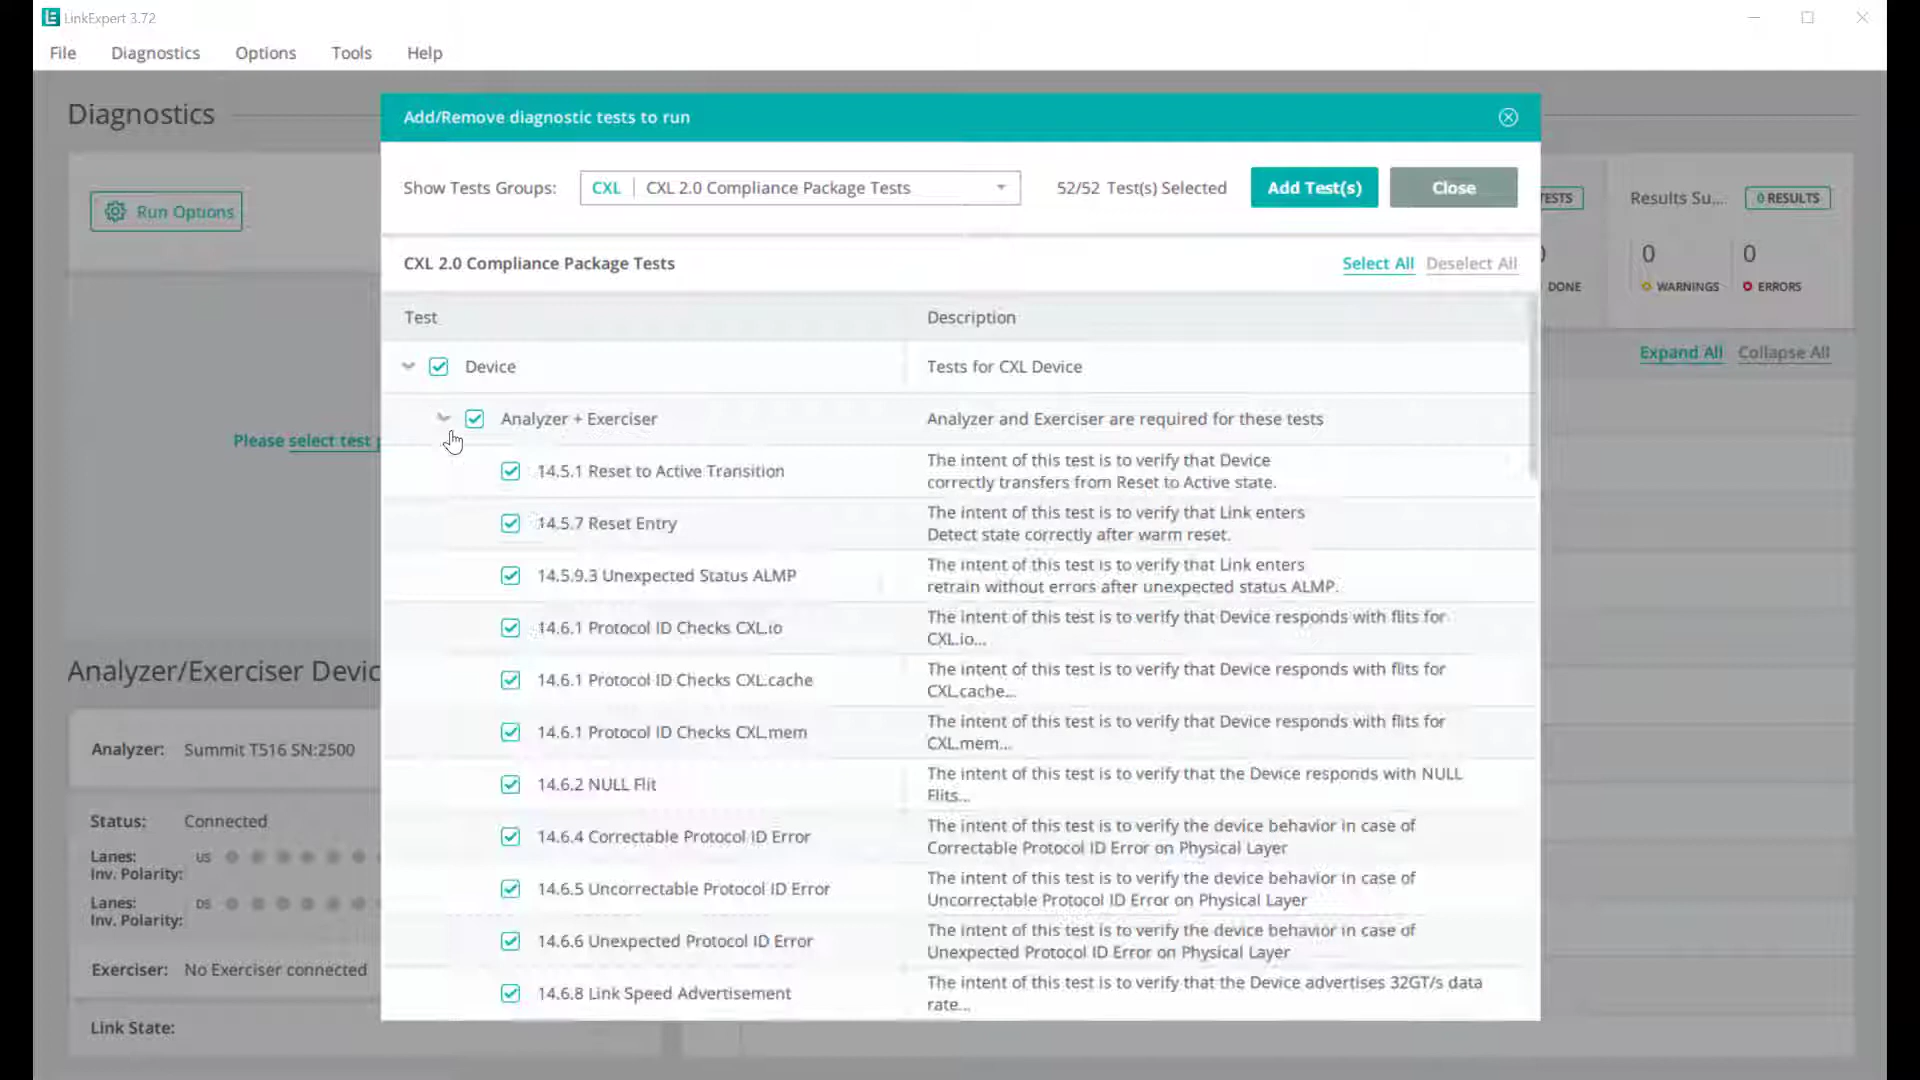 LinkExpert 3.72
File Diagnostics Options Tools Help
Diagnostics
Add/Remove diagnostic tests to run
Run Options
Show Tests Groups: CXL CXL 2.0 Compliance Package Tests 52/52 Test(s) Selected Add Test(s) Close
TESTS Results Su... 0 RESULTS
0 0
DONE WARNINGS ERRORS
CXL 2.0 Compliance Package Tests Select All Deselect All
Expand All Collapse All
Test Description
Device Tests for CXL Device
Analyzer + Exerciser Analyzer and Exerciser are required for these tests
Please select test
14.5.1 Reset to Active Transition The intent of this test is to verify that Device
correctly transfers from Reset to Active state.
14.5.7 Reset Entry The intent of this test is to verify that Link enters
Detect state correctly after warm reset.
14.5.9.3 Unexpected Status ALMP The intent of this test is to verify that Link enters
retrain without errors after unexpected status ALMP.
14.6.1 Protocol ID Checks CXL.io The intent of this test is to verify that Device responds with flits for
CXL.io...
14.6.1 Protocol ID Checks CXL.cache The intent of this test is to verify that Device responds with flits for
CXL.cache...
14.6.1 Protocol ID Checks CXL.mem The intent of this test is to verify that Device responds with flits for
CXL.mem...
14.6.2 NULL Flit The intent of this test is to verify that the Device responds with NULL
Flits...
14.6.4 Correctable Protocol ID Error The intent of this test is to verify the device behavior in case of
Correctable Protocol ID Error on Physical Layer
14.6.5 Uncorrectable Protocol ID Error The intent of this test is to verify the device behavior in case of
Uncorrectable Protocol ID Error on Physical Layer
14.6.6 Unexpected Protocol ID Error The intent of this test is to verify the device behavior in case of
Unexpected Protocol ID Error on Physical Layer
14.6.8 Link Speed Advertisement The intent of this test is to verify that the Device advertises 32GT/s data
rate...
Analyzer/Exerciser Devic
Analyzer: Summit T516 SN:2500
Status: Connected
Lanes: US
Inv. Polarity:
Lanes: DS
Inv. Polarity:
Exerciser: No Exerciser connected
Link State: